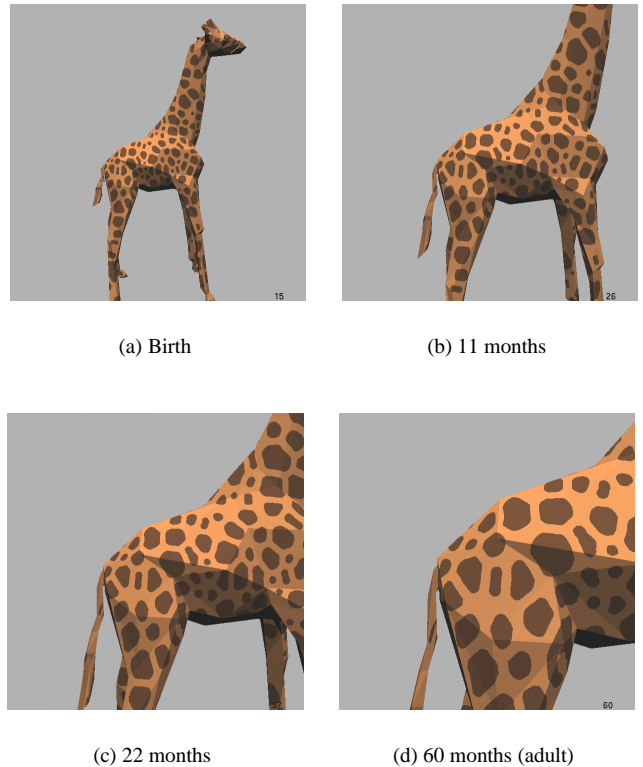 15
26
(a) Birth
(b) 11 months
60
(c) 22 months
(d) 60 months (adult)